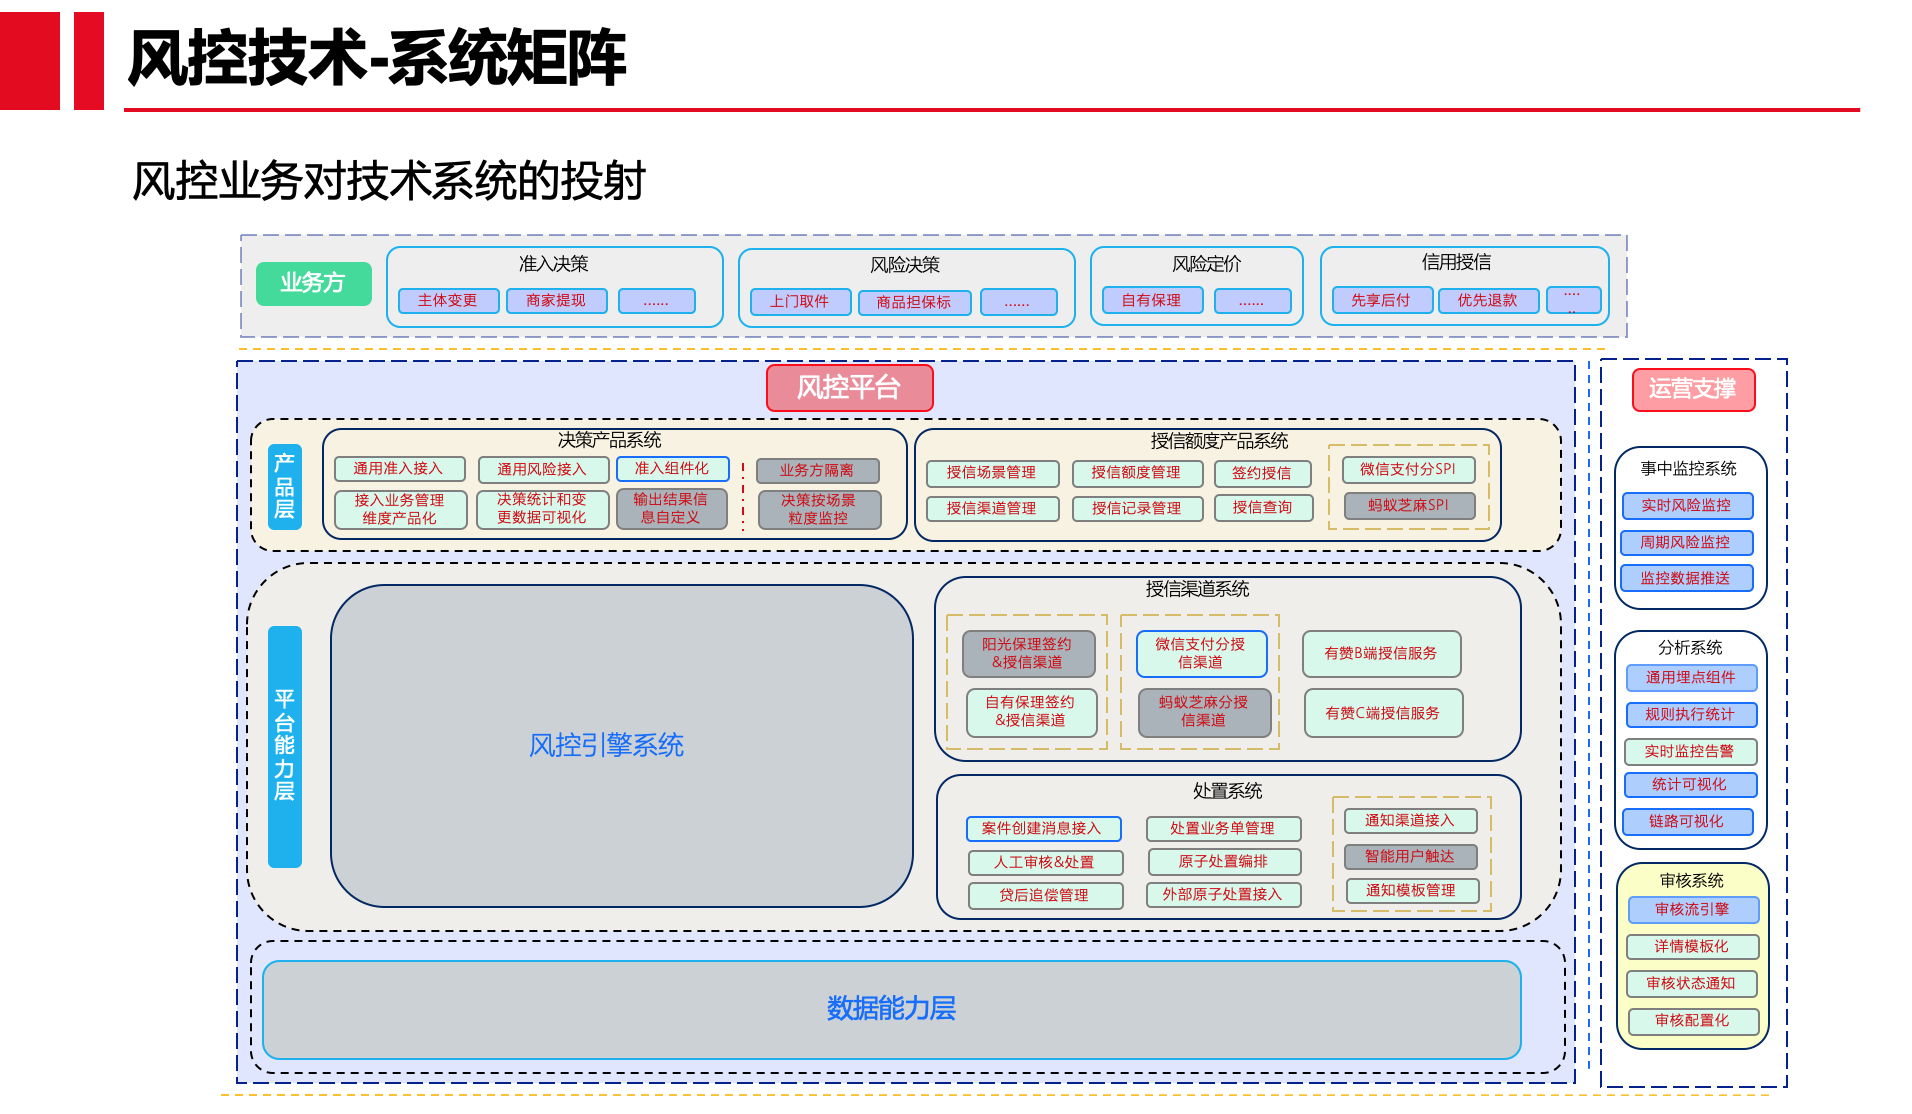 风控技术-系统矩阵
风控业务对技术系统的投射
业务方
准入决策
主体变更
商家提现
......
风险决策
上门取件
商品担保标
......
风险定价
自有保理
......
信用授信
先享后付
优先退款
....
..
风控平台
产
品
层
决策产品系统
通用准入接入
通用风险接入
准入组件化
业务方隔离
接入业务管理
维度产品化
决策统计和变
更数据可视化
输出结果信
息自定义
决策按场景
粒度监控
授信额度产品系统
授信场景管理
授信额度管理
签约授信
微信支付分SPI
授信渠道管理
授信记录管理
授信查询
蚂蚁芝麻SPI
平
台
能
力
层
风控引擎系统
授信渠道系统
阳光保理签约
&授信渠道
微信支付分授
信渠道
有赞B端授信服务
自有保理签约
&授信渠道
蚂蚁芝麻分授
信渠道
有赞C端授信服务
处置系统
案件创建消息接入
处置业务单管理
通知渠道接入
人工审核&处置
原子处置编排
智能用户触达
贷后追偿管理
外部原子处置接入
通知模板管理
数据能力层
运营支撑
事中监控系统
实时风险监控
周期风险监控
监控数据推送
分析系统
通用埋点组件
规则执行统计
实时监控告警
统计可视化
链路可视化
审核系统
审核流引擎
详情模板化
审核状态通知
审核配置化